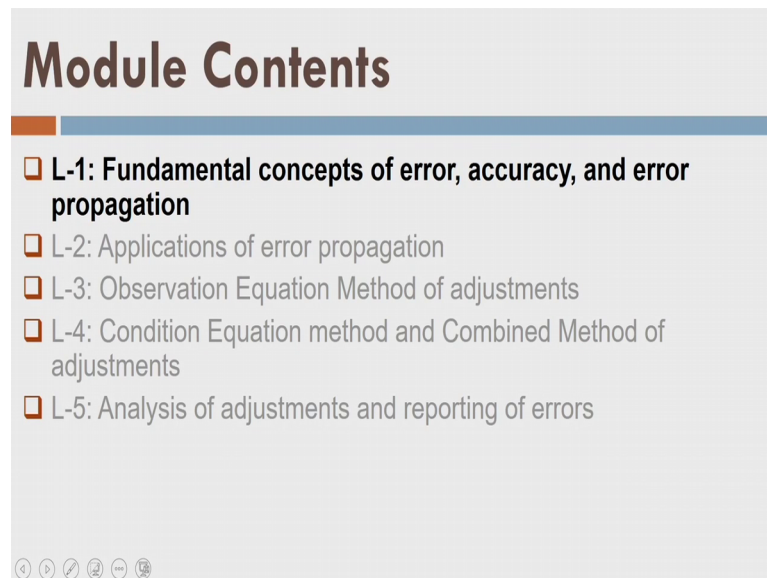 Module Contents
L-1: Fundamental concepts of error, accuracy, and error
propagation
L-2: Applications of error propagation
L-3: Observation Equation Method of adjustments
L-4: Condition Equation method and Combined Method of
adjustments
L-5: Analysis of adjustments and reporting of errors